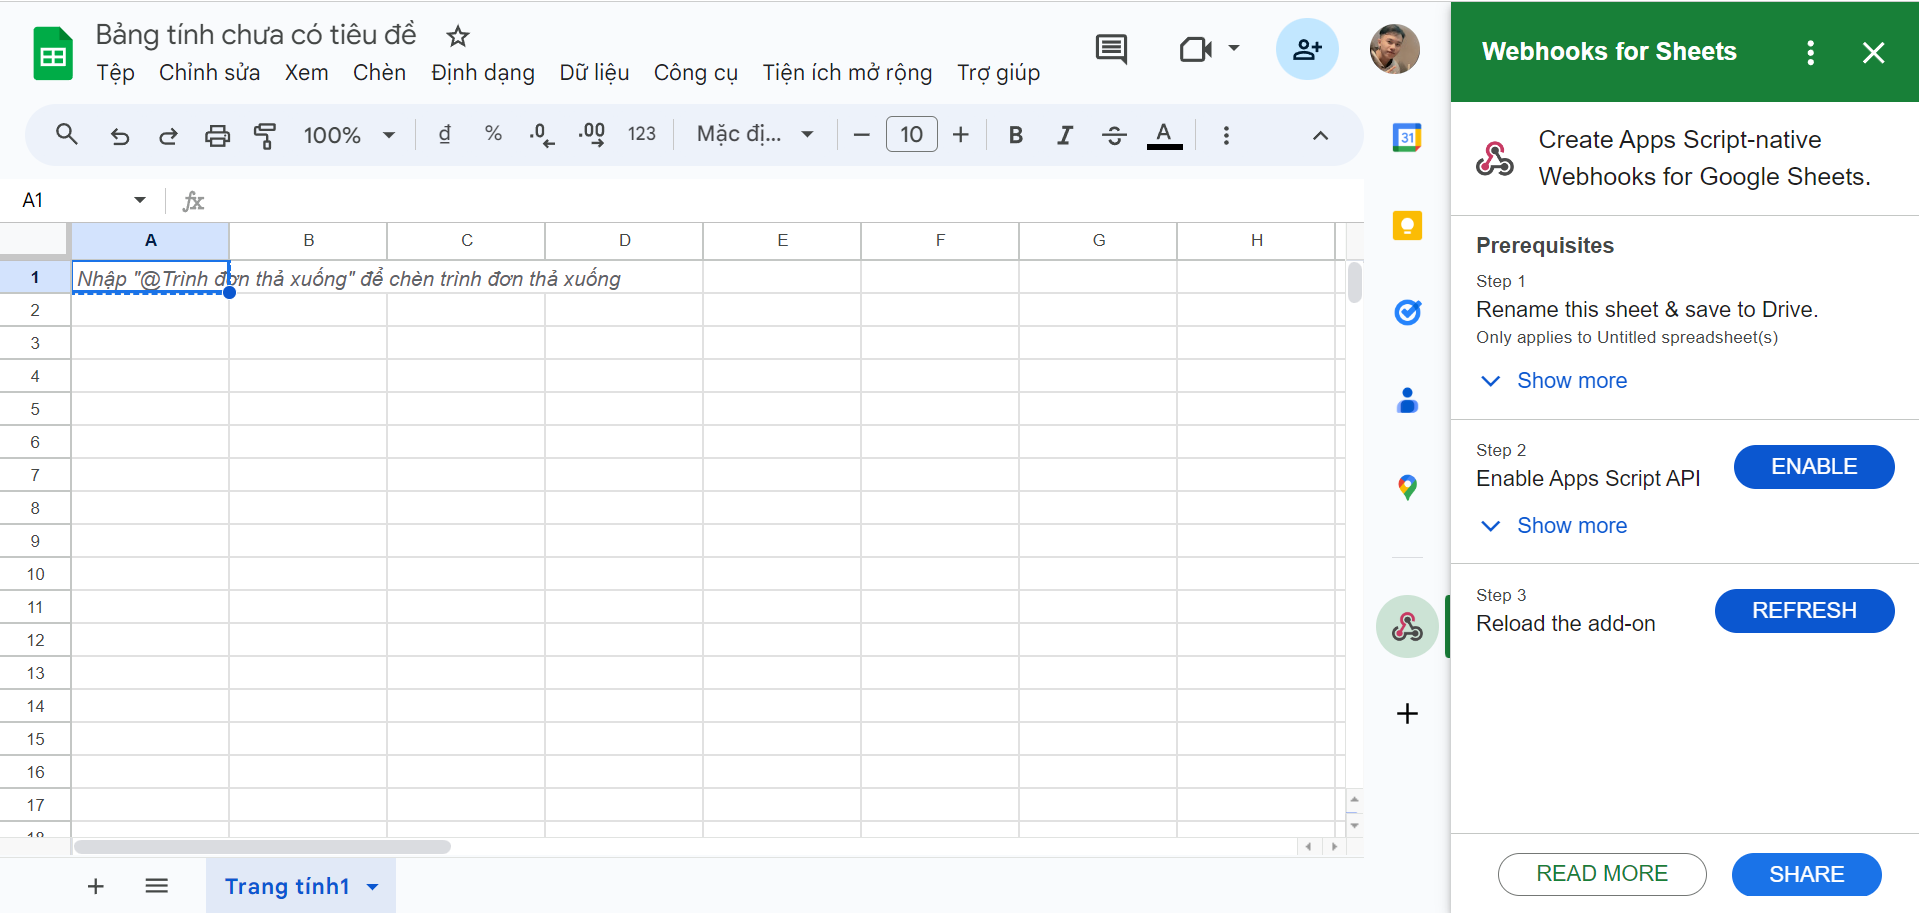 Bảng tính chưa có tiêu đề
Tệp Chỉnh sửa Xem Chèn Định dạng Dữ liệu Công cụ Tiện ích mở rộng Trợ giúp
100% đ % .0 .00 123 Mặc đị... 10 B I S A
A1 fx
A B C D E F G H
1 Nhập "@Trình đơn thả xuống" để chèn trình đơn thả xuống
2
3
4
5
6
7
8
9
10
11
12
13
14
15
16
17
18
Trang tính1
31
Webhooks for Sheets
Create Apps Script-native
Webhooks for Google Sheets.
Prerequisites
Step 1
Rename this sheet & save to Drive.
Only applies to Untitled spreadsheet(s)
Show more
Step 2
Enable Apps Script API
ENABLE
Show more
Step 3
Reload the add-on
REFRESH
READ MORE SHARE